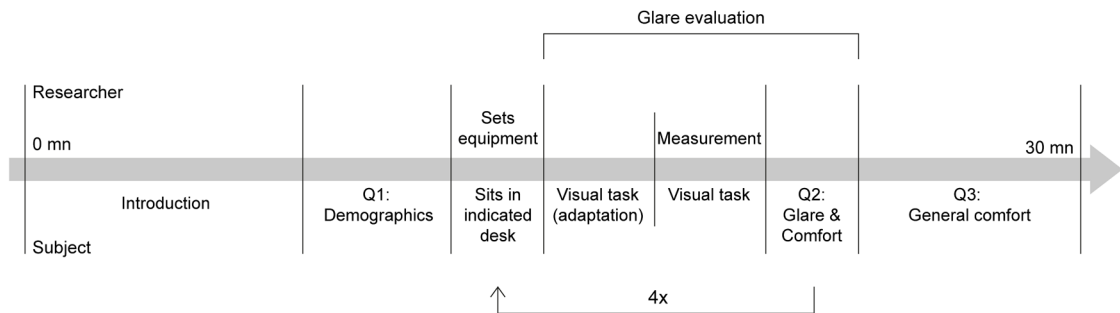 Glare evaluation
Researcher
Sets
equipment
Measurement
0 mn
30 mn
Introduction
Q1:
Demographics
Sits in
indicated
desk
Visual task
(adaptation)
Visual task
Q2:
Glare &
Comfort
Q3:
General comfort
Subject
4x